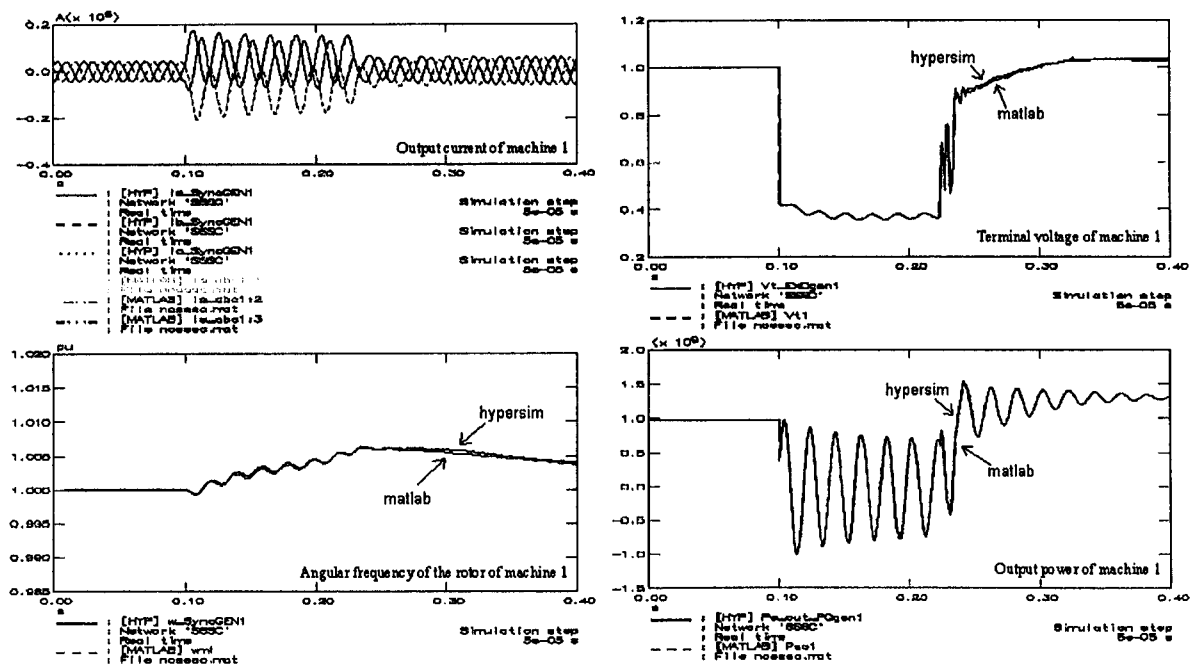 A(x 10⁵)
0.2
0.0
-0.2
-0.4
Output current of machine 1
0.00 0.10 0.20 0.30 0.40
s
[HYP] Ia_SyncGEN1
Network 'SSSC'
Real time
Simulation step
5e-05 s
[HYP] Ib_SyncGEN1
Network 'SSSC'
Real time
Simulation step
5e-05 s
[HYP] Ic_SyncGEN1
Network 'SSSC'
Real time
Simulation step
5e-05 s
[MATLAB] Is_abc1:2
File nosssc.mat
[MATLAB] Is_abc1:3
File nosssc.mat
1.2
1.0
0.8
0.6
0.4
0.2
hypersim
matlab
Terminal voltage of machine 1
0.00 0.10 0.20 0.30 0.40
s
[HYP] Vt_EXCgen1
Network 'SSSC'
Real time
Simulation step
5e-05 s
[MATLAB] Vt1
File nosssc.mat
pu
1.020
1.015
1.010
1.005
1.000
0.995
0.990
0.985
hypersim
matlab
Angular frequency of the rotor of machine 1
0.00 0.10 0.20 0.30 0.40
s
[HYP] w_SyncGEN1
Network 'SSSC'
Real time
Simulation step
5e-05 s
[MATLAB] wm1
File nosssc.mat
(x 10⁹)
2.0
1.5
1.0
0.5
0.0
-0.5
-1.0
-1.5
hypersim
matlab
Output power of machine 1
0.00 0.10 0.20 0.30 0.40
s
[HYP] Pe_out_PQgen1
Network 'SSSC'
Real time
Simulation step
5e-05 s
[MATLAB] Peo1
File nosssc.mat